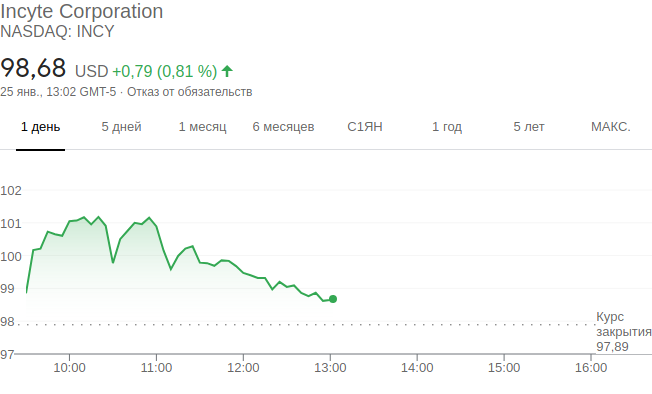 Incyte Corporation
NASDAQ: INCY
98,68 USD +0,79 (0,81 %)
25 янв., 13:02 GMT-5 · Отказ от обязательств
1 день 5 дней 1 месяц 6 месяцев С1ЯН 1 год 5 лет МАКС.
102
101
100
99
98
97
Курс
закрытия
97,89
10:00 11:00 12:00 13:00 14:00 15:00 16:00